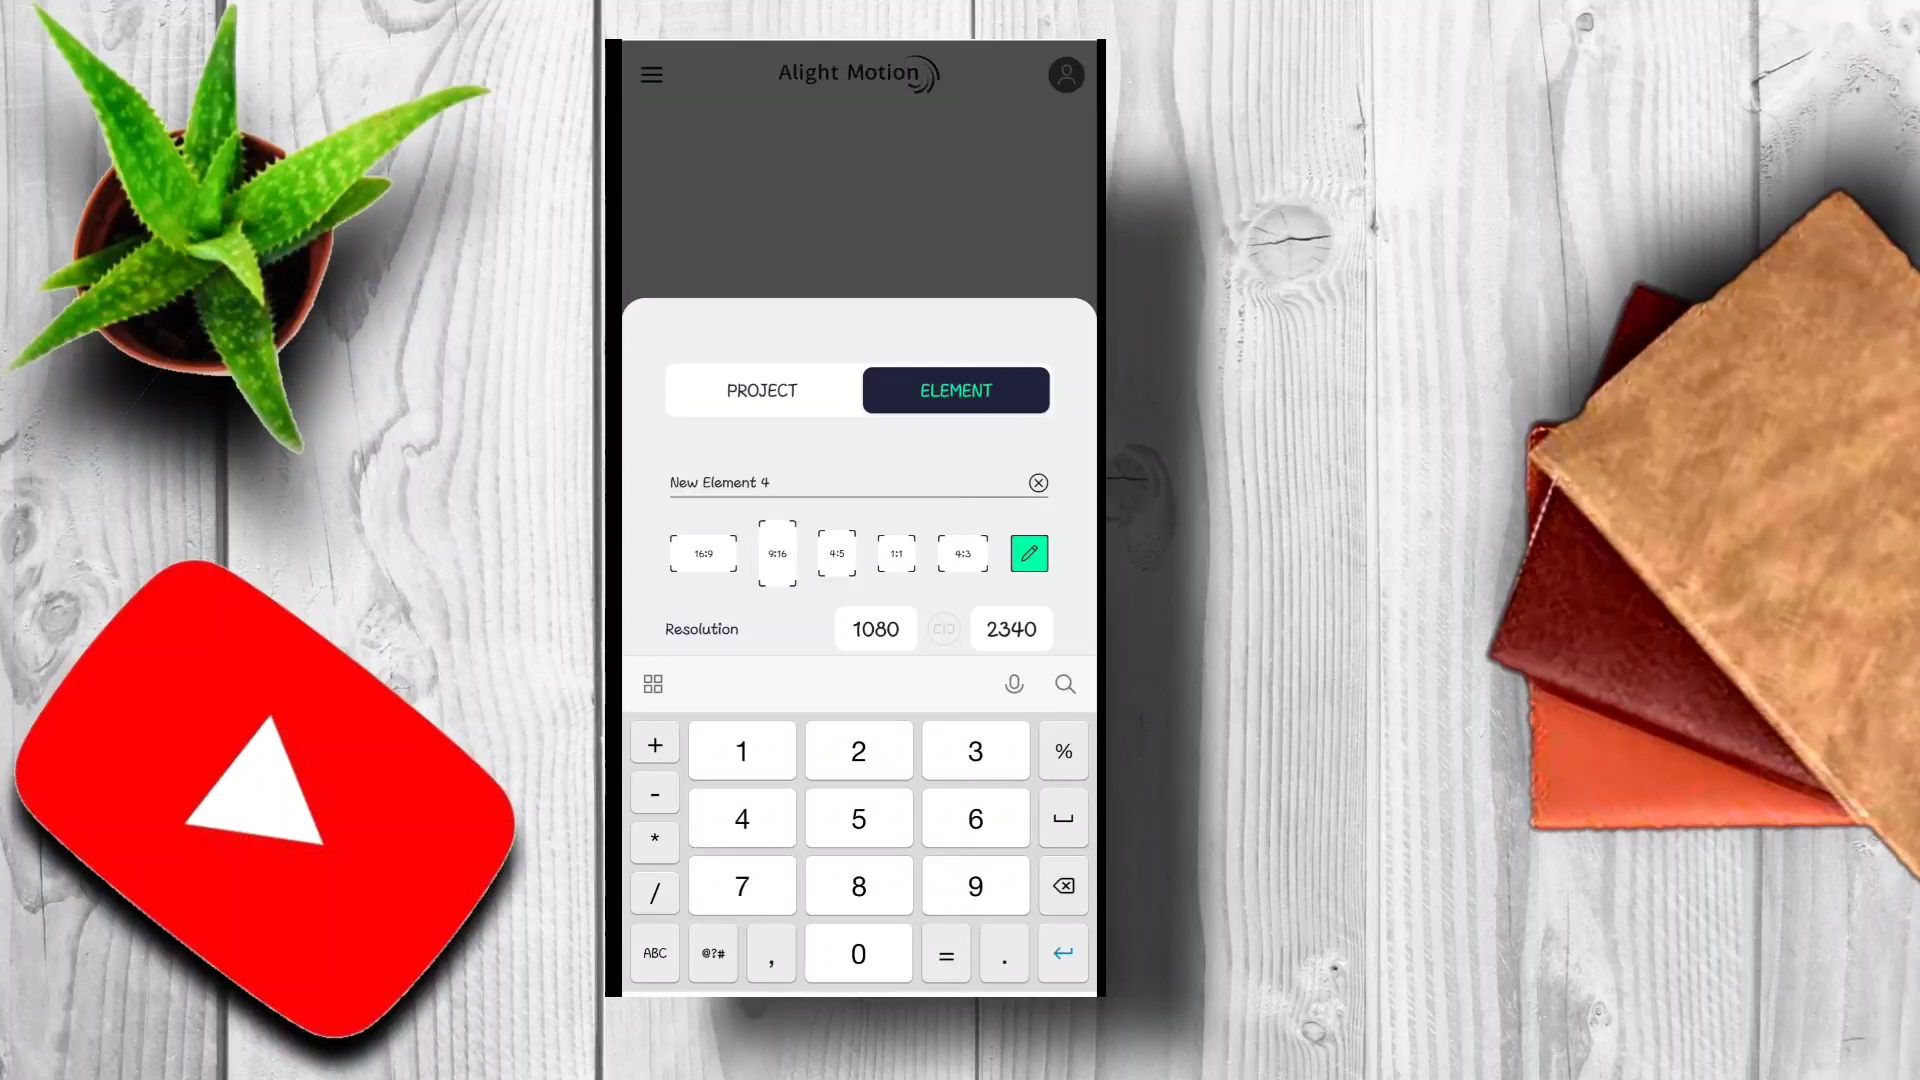 Alight Motion
PROJECT ELEMENT
New Element 4
16:9 9:16 4:5 1:1 4:3
Resolution 1080 2340
+ 1 2 3 %
- 4 5 6
* 7 8 9
/
ABC @?# , 0 = .